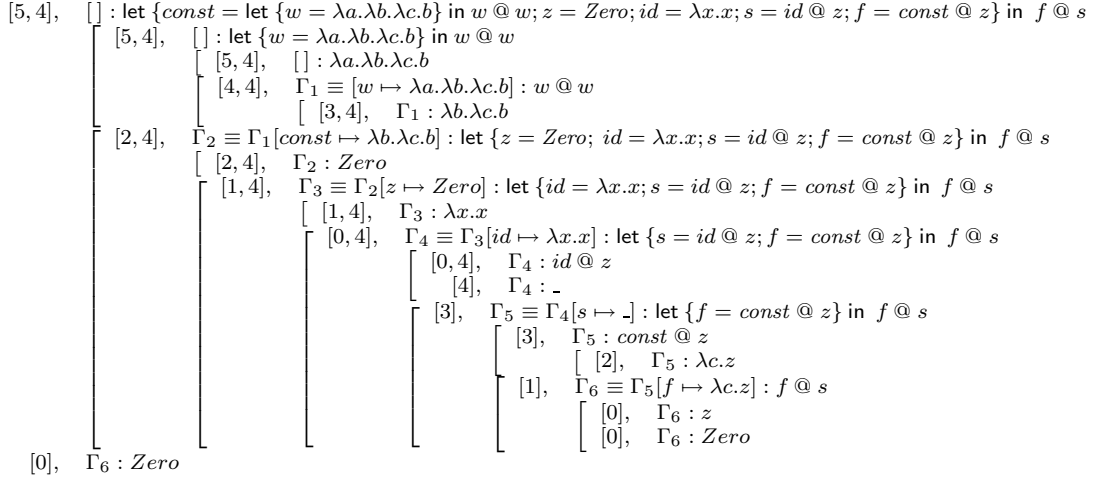 [5, 4], [ ] : let {const = let {w = λa.λb.λc.b} in w @ w; z = Zero; id = λx.x; s = id @ z; f = const @ z} in f @ s
[5, 4], [ ] : let {w = λa.λb.λc.b} in w @ w
[5, 4], [ ] : λa.λb.λc.b
[4, 4], Γ₁ ≡ [w ↦ λa.λb.λc.b] : w @ w
[3, 4], Γ₁ : λb.λc.b
[2, 4], Γ₂ ≡ Γ₁[const ↦ λb.λc.b] : let {z = Zero; id = λx.x; s = id @ z; f = const @ z} in f @ s
[2, 4], Γ₂ : Zero
[1, 4], Γ₃ ≡ Γ₂[z ↦ Zero] : let {id = λx.x; s = id @ z; f = const @ z} in f @ s
[1, 4], Γ₃ : λx.x
[0, 4], Γ₄ ≡ Γ₃[id ↦ λx.x] : let {s = id @ z; f = const @ z} in f @ s
[0, 4], Γ₄ : id @ z
[4], Γ₄ : _
[3], Γ₅ ≡ Γ₄[s ↦ _] : let {f = const @ z} in f @ s
[3], Γ₅ : const @ z
[2], Γ₅ : λc.z
[1], Γ₆ ≡ Γ₅[f ↦ λc.z] : f @ s
[0], Γ₆ : z
[0], Γ₆ : Zero
[0], Γ₆ : Zero